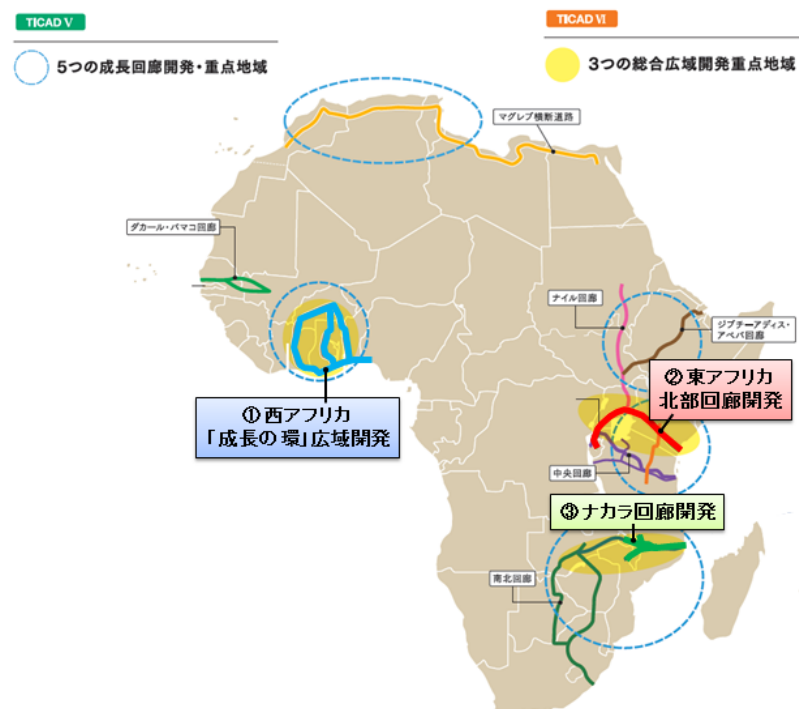 TICAD V
5つの成長回廊開発・重点地域
TICAD VI
3つの総合広域開発重点地域
マグレブ横断道路
ダカール・バマコ回廊
ナイル回廊
ジブチーアディス・
アベバ回廊
①西アフリカ
「成長の環」広域開発
②東アフリカ
北部回廊開発
中央回廊
③ナカラ回廊開発
南北回廊